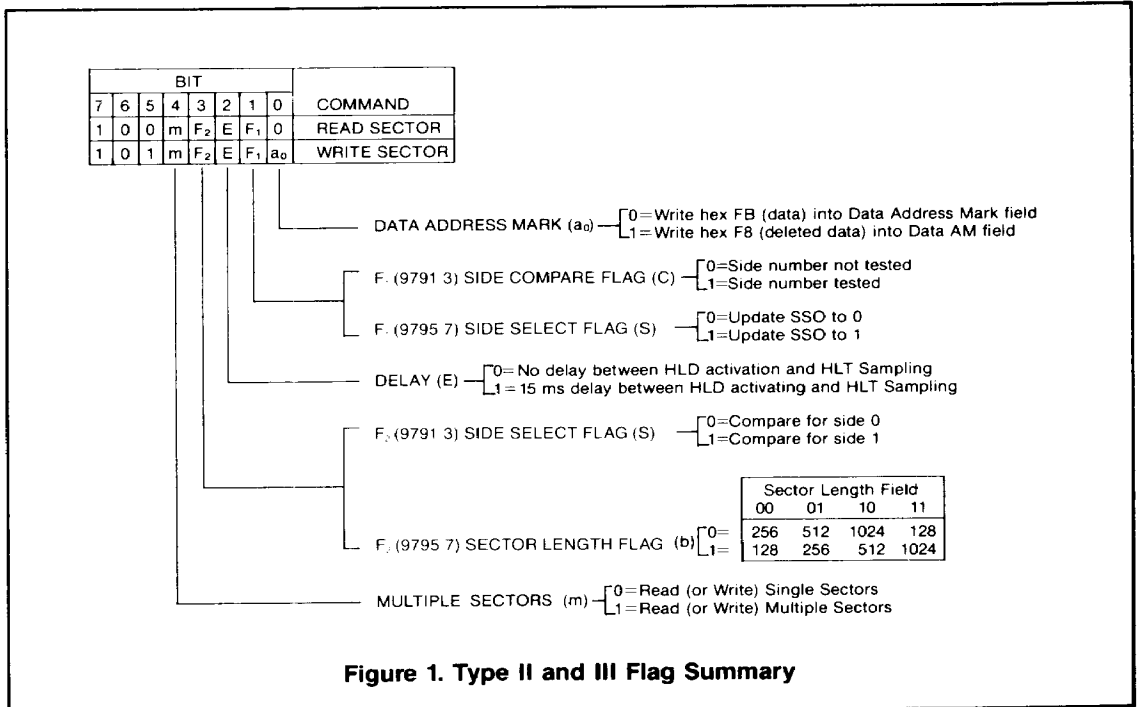 BIT
7 6 5 4 3 2 1 0 COMMAND
1 0 0 m F₂ E F₁ 0 READ SECTOR
1 0 1 m F₂ E F₁ a₀ WRITE SECTOR
DATA ADDRESS MARK (a₀) 0=Write hex FB (data) into Data Address Mark field
1=Write hex F8 (deleted data) into Data AM field
F. (9791 3) SIDE COMPARE FLAG (C) 0=Side number not tested
1=Side number tested
F. (9795 7) SIDE SELECT FLAG (S) 0=Update SSO to 0
1=Update SSO to 1
DELAY (E) 0= No delay between HLD activation and HLT Sampling
1 = 15 ms delay between HLD activating and HLT Sampling
F (9791 3) SIDE SELECT FLAG (S) 0=Compare for side 0
1=Compare for side 1
Sector Length Field
00 01 10 11
F (9795 7) SECTOR LENGTH FLAG (b) 0= 256 512 1024 128
1= 128 256 512 1024
MULTIPLE SECTORS (m) 0=Read (or Write) Single Sectors
1=Read (or Write) Multiple Sectors
Figure 1. Type II and III Flag Summary